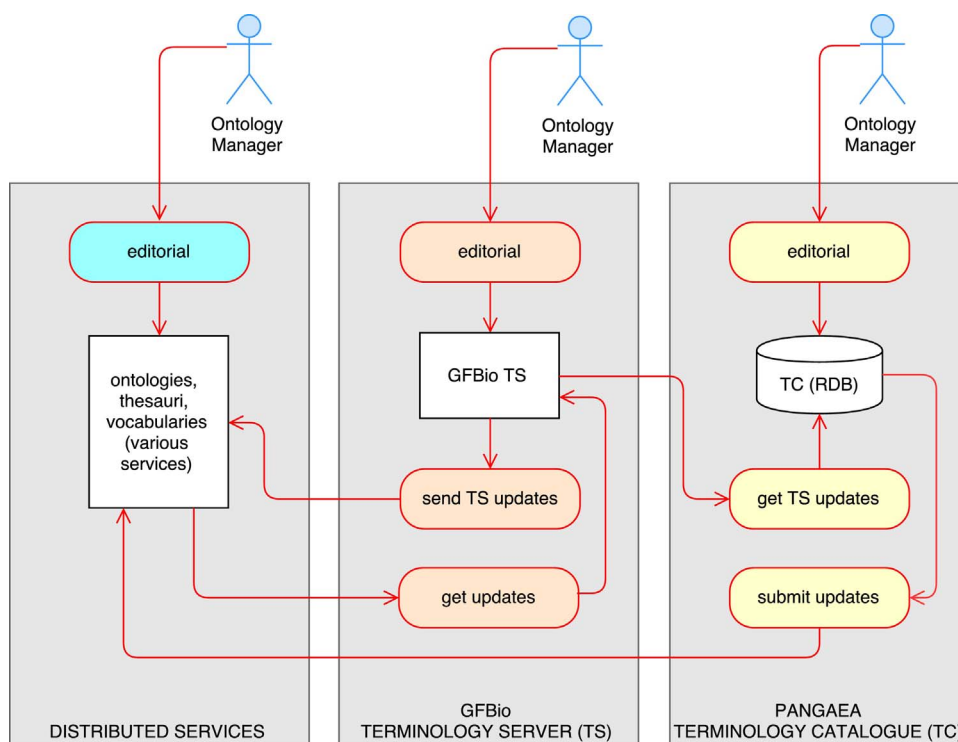 Ontology
Manager
Ontology
Manager
Ontology
Manager
editorial
editorial
editorial
ontologies,
thesauri,
vocabularies
(various
services)
GFBio TS
TC (RDB)
send TS updates
get TS updates
get updates
submit updates
DISTRIBUTED SERVICES
GFBio
TERMINOLOGY SERVER (TS)
PANGAEA
TERMINOLOGY CATALOGUE (TC)